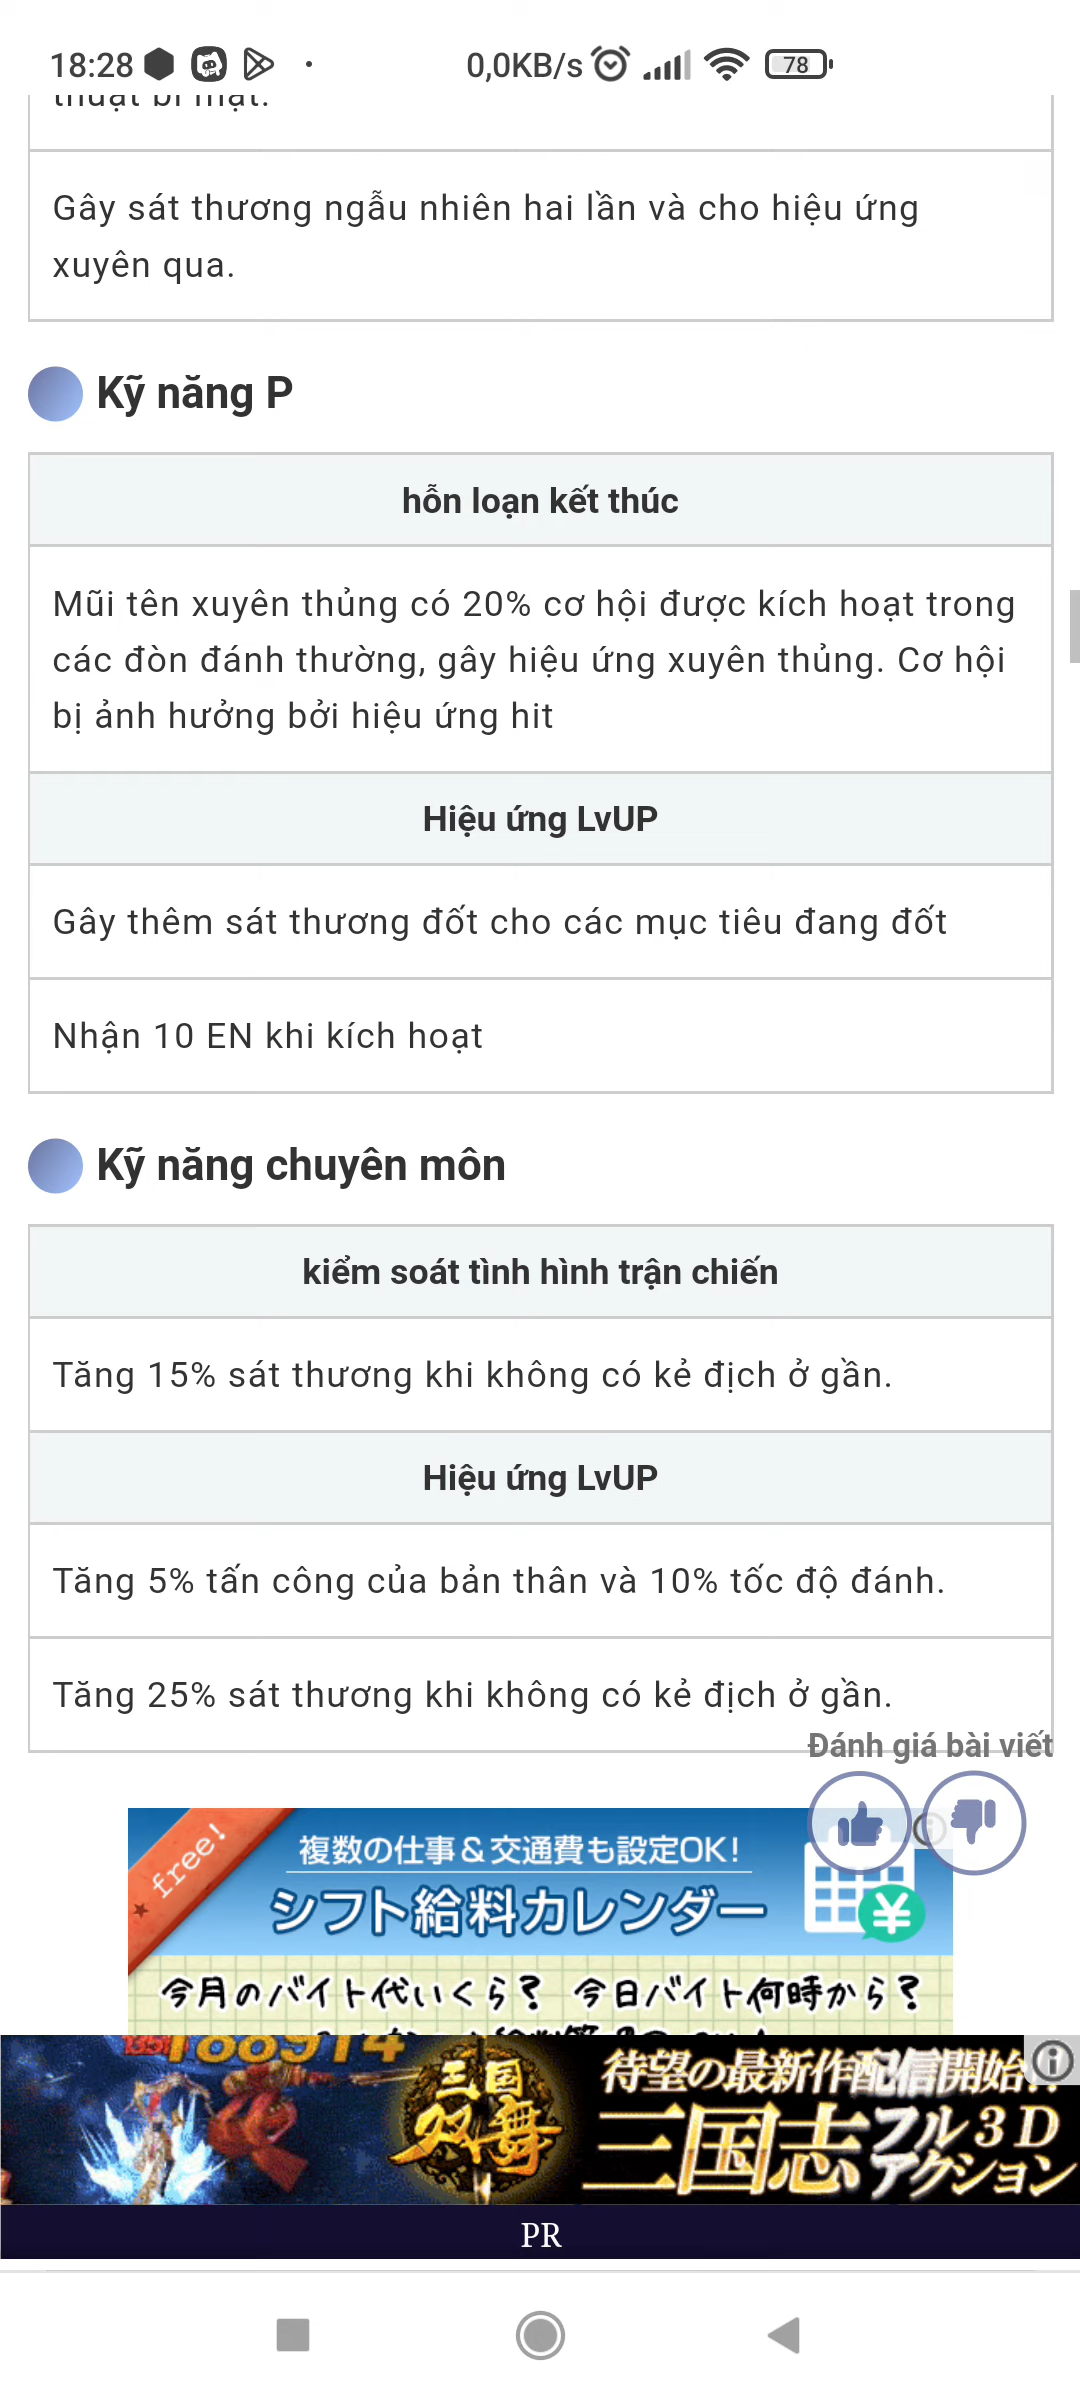 18:28
0,0KB/s
78
thuật bí mật.
Gây sát thương ngẫu nhiên hai lần và cho hiệu ứng
xuyên qua.
Kỹ năng P
hỗn loạn kết thúc
Mũi tên xuyên thủng có 20% cơ hội được kích hoạt trong
các đòn đánh thường, gây hiệu ứng xuyên thủng. Cơ hội
bị ảnh hưởng bởi hiệu ứng hit
Hiệu ứng LvUP
Gây thêm sát thương đốt cho các mục tiêu đang đốt
Nhận 10 EN khi kích hoạt
Kỹ năng chuyên môn
kiểm soát tình hình trận chiến
Tăng 15% sát thương khi không có kẻ địch ở gần.
Hiệu ứng LvUP
Tăng 5% tấn công của bản thân và 10% tốc độ đánh.
Tăng 25% sát thương khi không có kẻ địch ở gần.
Đánh giá bài viết
free!
複数の仕事&交通費も設定OK!
シフト給料カレンダー
¥
今月のバイト代いくら? 今日バイト何時から?
三国
双舞
待望の最新作配信開始!!
三国志フル3D
アクション
PR